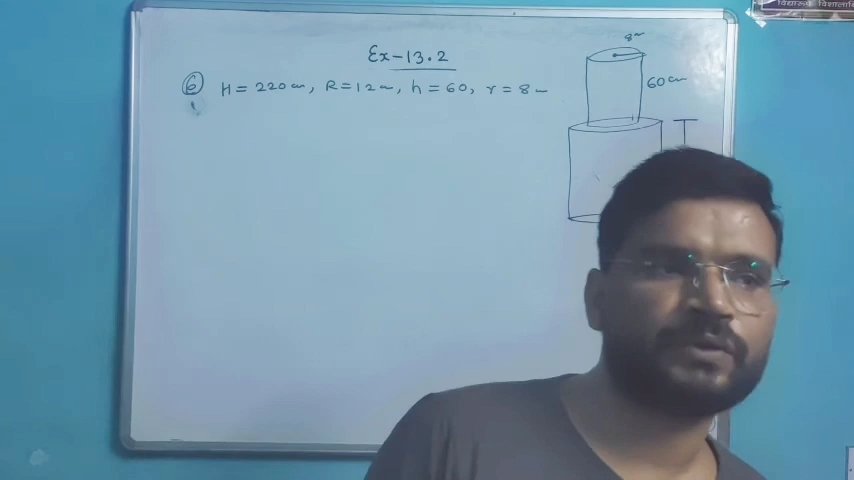 Ex-13.2
⑥ H = 220 cm, R = 12 cm, h = 60, r = 8 cm
8 cm
60 cm